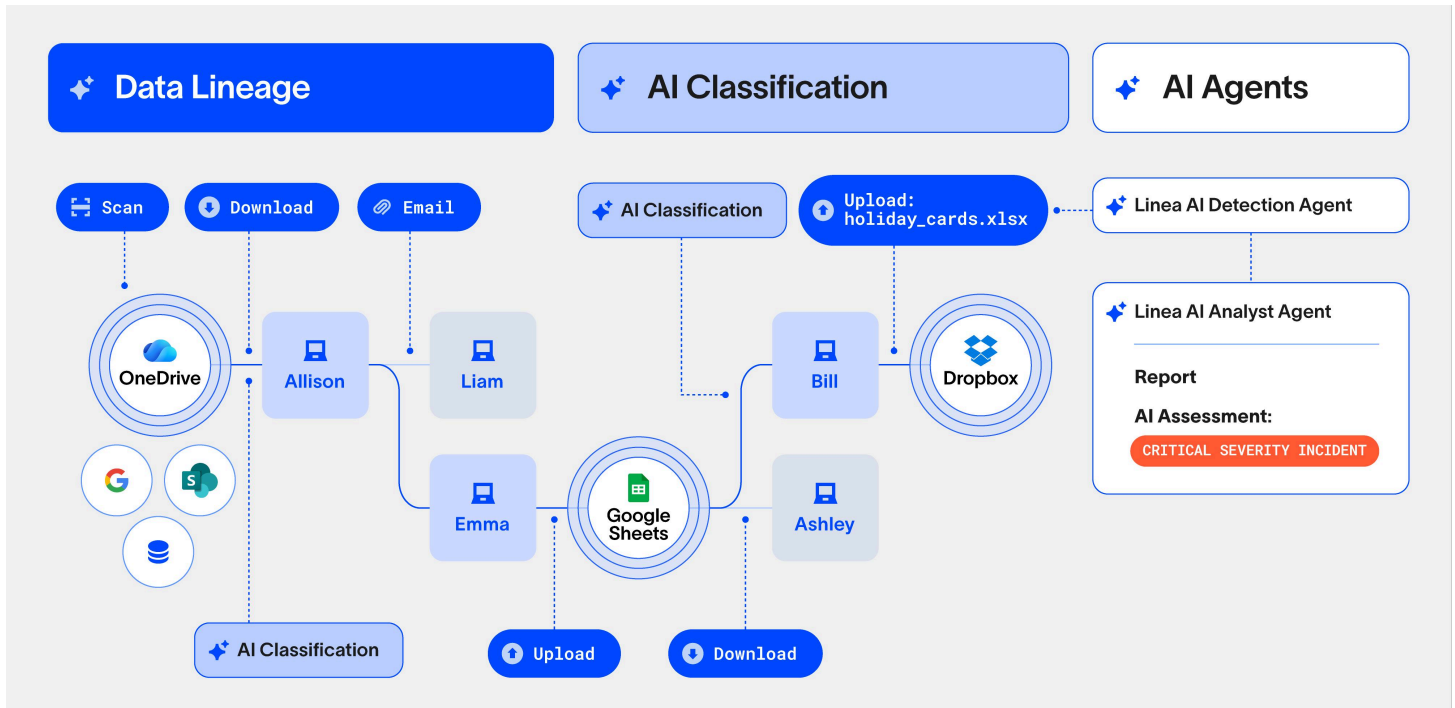 Data Lineage
AI Classification
AI Agents
Scan
Download
Email
AI Classification
Upload:
holiday_cards.xlsx
Linea AI Detection Agent
OneDrive
Allison
Liam
Bill
Dropbox
Linea AI Analyst Agent
Report
AI Assessment:
CRITICAL SEVERITY INCIDENT
G
S
Emma
Google
Sheets
Ashley
AI Classification
Upload
Download